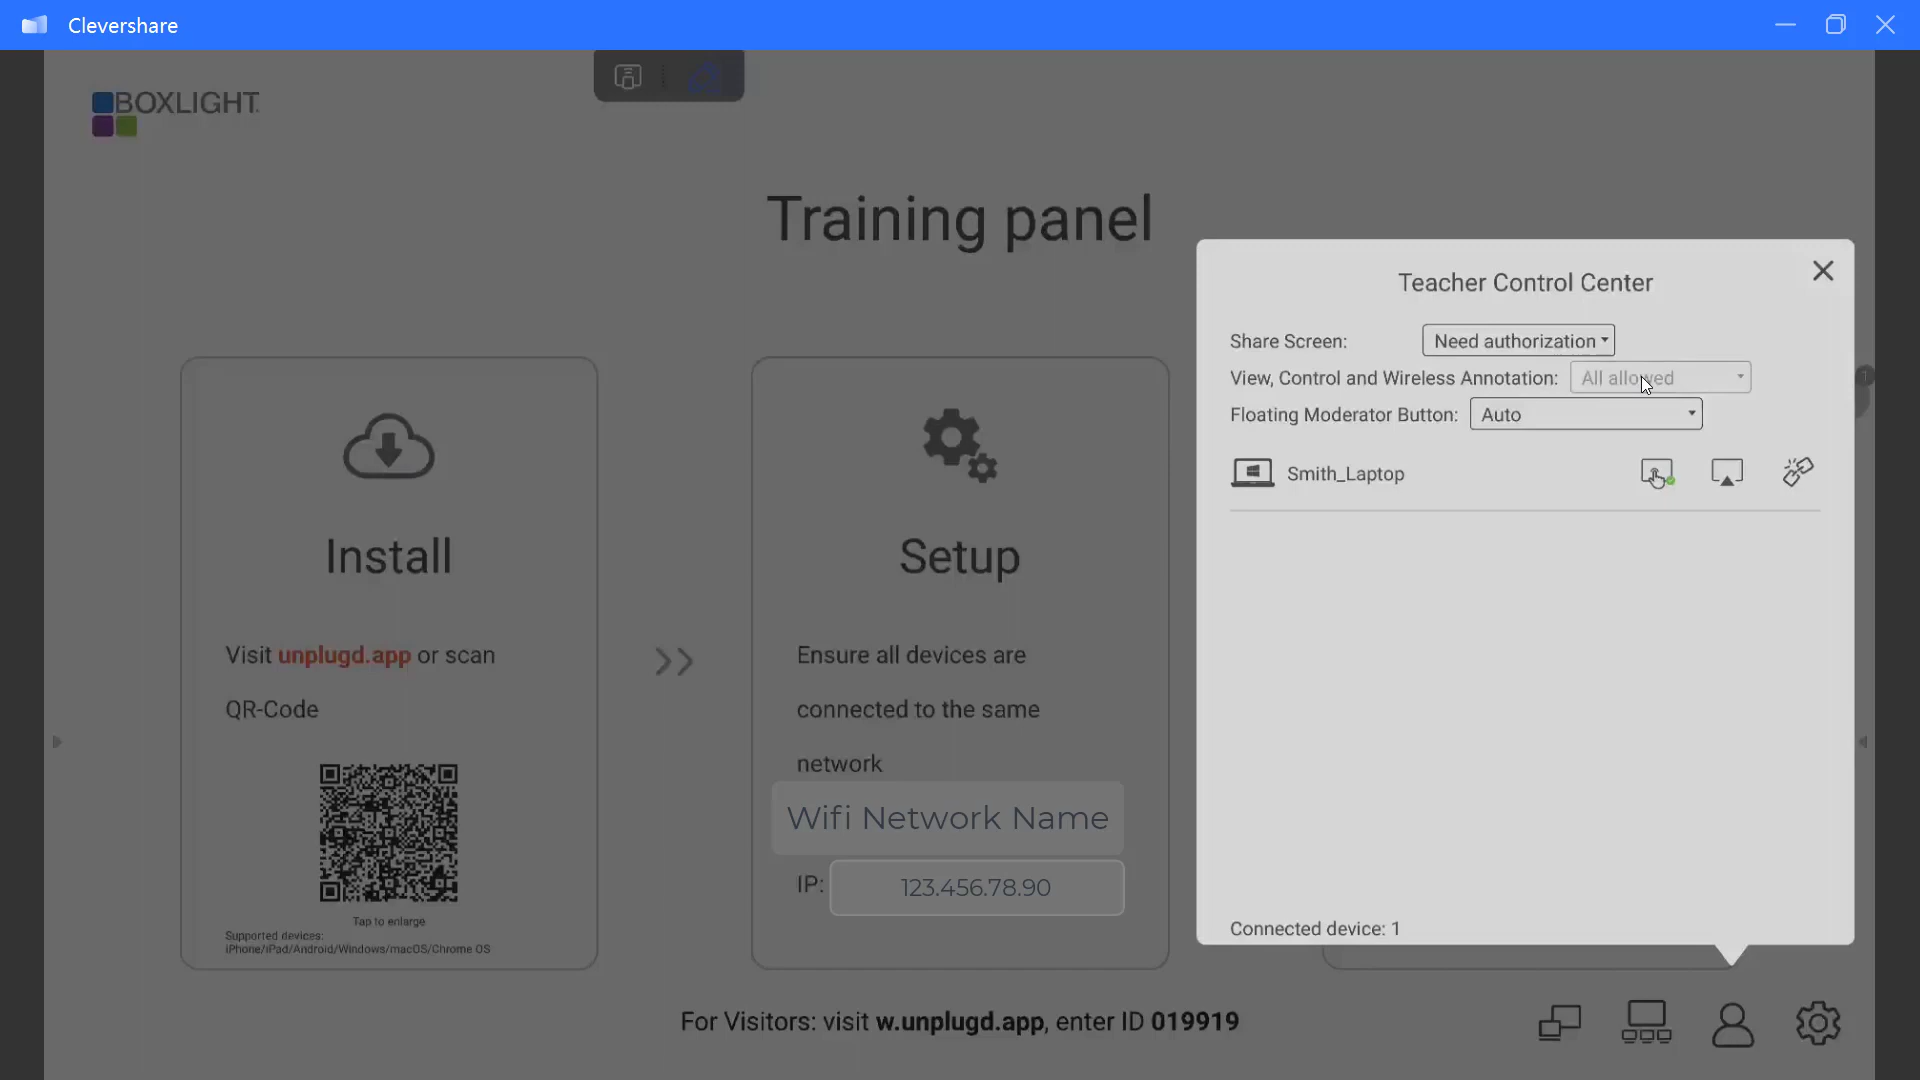 Clevershare
BOXLIGHT
Training panel
Install
Visit unplugd.app or scan
QR-Code
Tap to enlarge
Supported devices:
iPhone/iPad/Android/Windows/macOS/Chrome OS
Setup
Ensure all devices are
connected to the same
network
Wifi Network Name
IP: 123.456.78.90
Teacher Control Center
Share Screen: Need authorization
View, Control and Wireless Annotation: All allowed
Floating Moderator Button: Auto
Smith_Laptop
Connected device: 1
1
For Visitors: visit w.unplugd.app, enter ID 019919